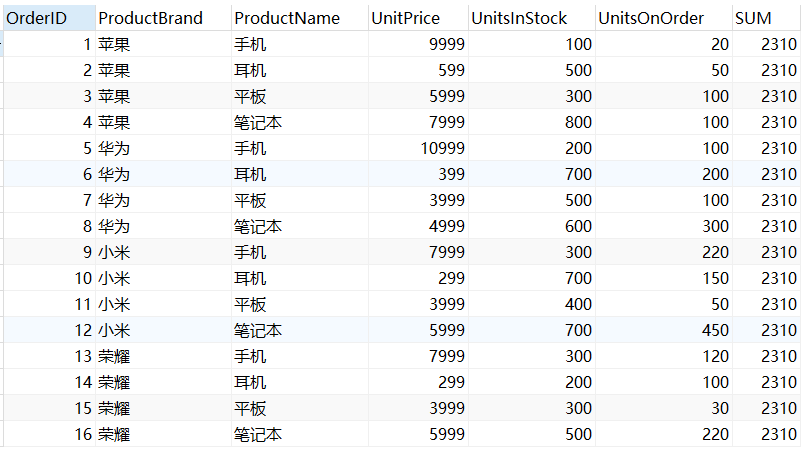 OrderID ProductBrand ProductName UnitPrice UnitsInStock UnitsOnOrder SUM
1 苹果 手机 9999 100 20 2310
2 苹果 耳机 599 500 50 2310
3 苹果 平板 5999 300 100 2310
4 苹果 笔记本 7999 800 100 2310
5 华为 手机 10999 200 100 2310
6 华为 耳机 399 700 200 2310
7 华为 平板 3999 500 100 2310
8 华为 笔记本 4999 600 300 2310
9 小米 手机 7999 300 220 2310
10 小米 耳机 299 700 150 2310
11 小米 平板 3999 400 50 2310
12 小米 笔记本 5999 700 450 2310
13 荣耀 手机 7999 300 120 2310
14 荣耀 耳机 299 200 100 2310
15 荣耀 平板 3999 300 30 2310
16 荣耀 笔记本 5999 500 220 2310